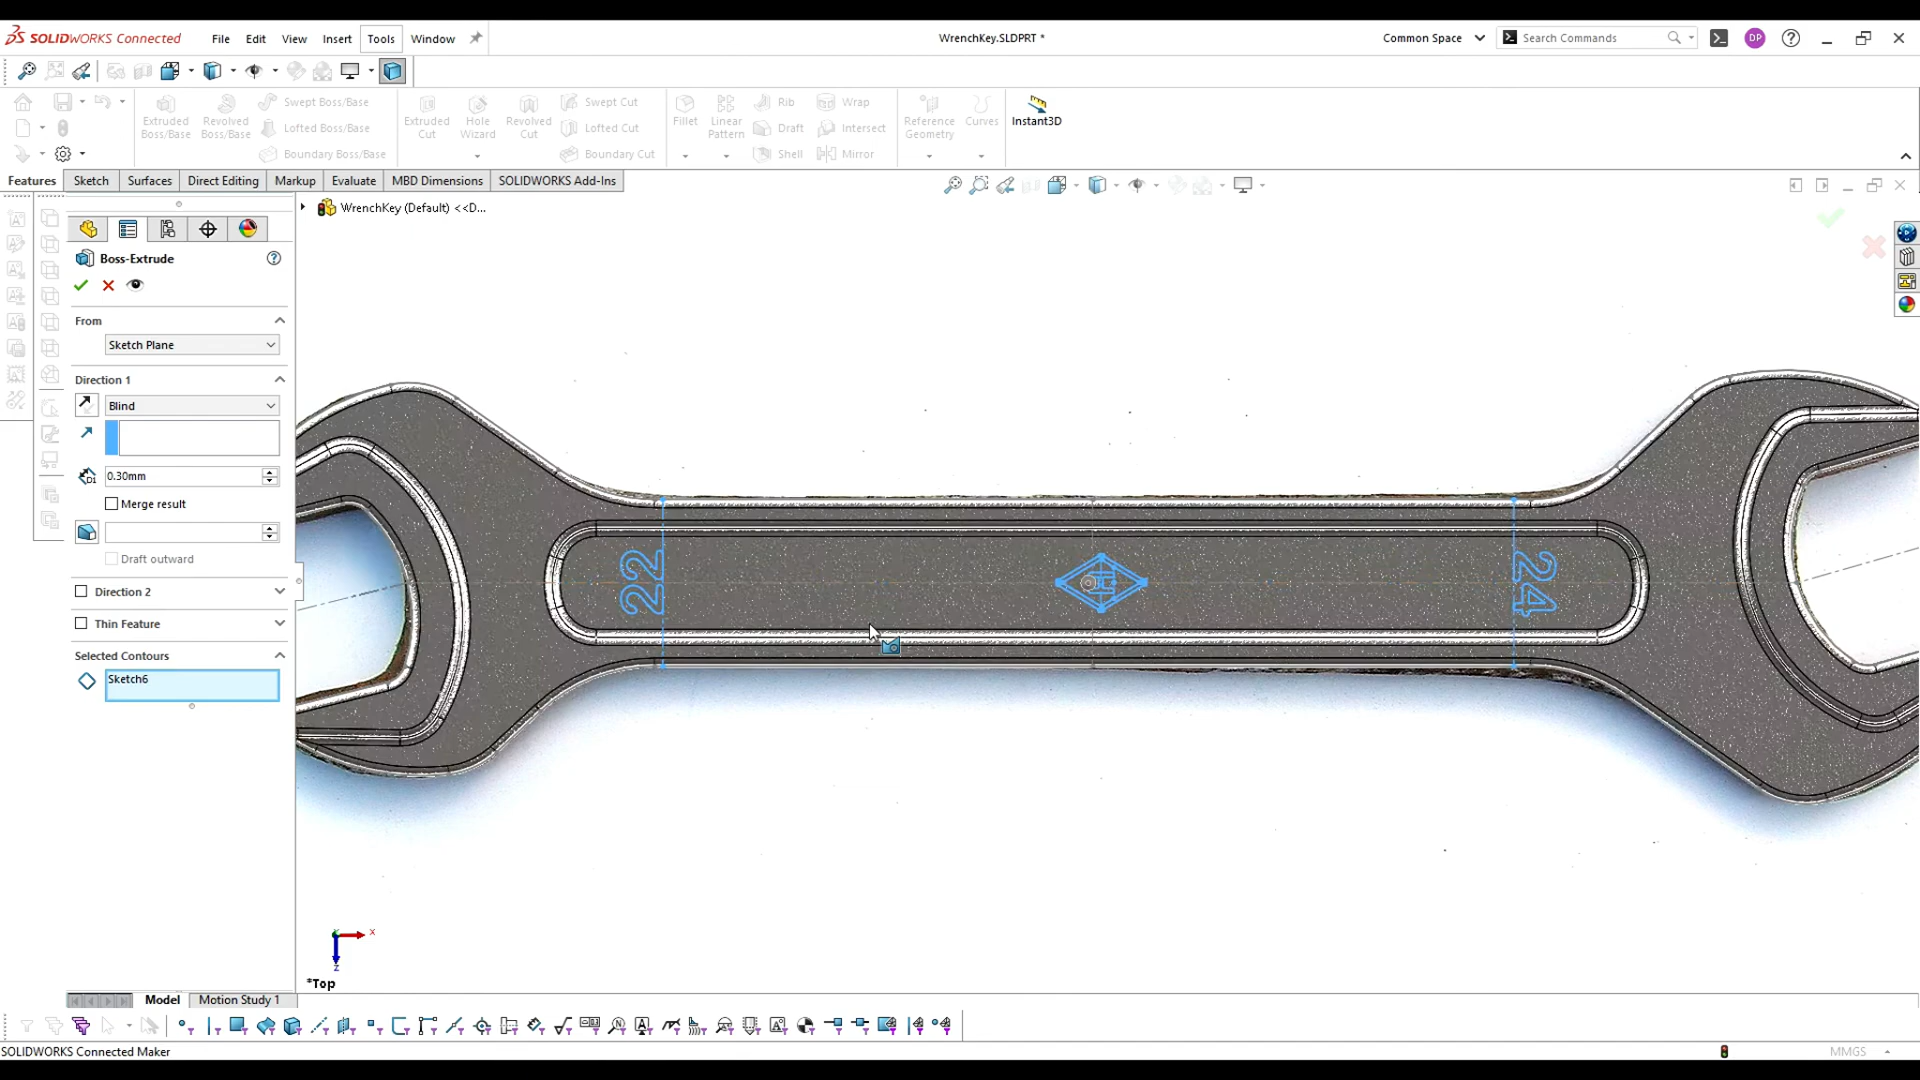 SOLIDWORKS Connected
File Edit View Insert Tools Window
WrenchKey.SLDPRT *
Common Space
Search Commands
DP
Extruded Boss/Base
Revolved Boss/Base
Swept Boss/Base
Lofted Boss/Base
Boundary Boss/Base
Extruded Cut
Hole Wizard
Revolved Cut
Swept Cut
Lofted Cut
Boundary Cut
Fillet
Linear Pattern
Rib
Draft
Shell
Wrap
Intersect
Mirror
Reference Geometry
Curves
Instant3D
Features Sketch Surfaces Direct Editing Markup Evaluate MBD Dimensions SOLIDWORKS Add-Ins
WrenchKey (Default) <<D...
Boss-Extrude
From
Sketch Plane
Direction 1
Blind
D1
0.30mm
Merge result
Draft outward
Direction 2
Thin Feature
Selected Contours
Sketch6
22
24
x
z
*Top
Model Motion Study 1
SOLIDWORKS Connected Maker
MMGS